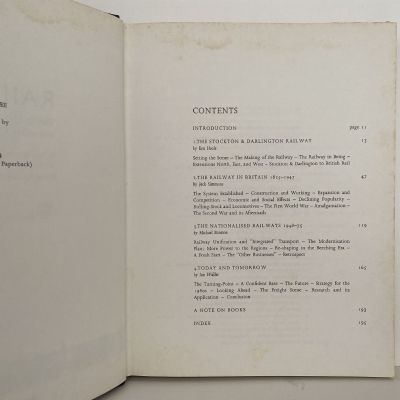 RE
by
Paperback)
RAIL
CONTENTS
INTRODUCTION page 11
1.THE STOCKTON & DARLINGTON RAILWAY 13
by Ken Hoole
Setting the Scene – The Making of the Railway – The Railway in Being –
Extensions North, East, and West – Stockton & Darlington to British Rail
2.THE RAILWAY IN BRITAIN 1825-1947 47
by Jack Simmons
The System Established – Construction and Working – Expansion and
Competition – Economic and Social Effects – Declining Popularity –
Rolling-Stock and Locomotives – The First World War – Amalgamation –
The Second War and its Aftermath
3.THE NATIONALISED RAILWAYS 1948-75 119
by Michael Bonavia
Railway Unification and "Integrated" Transport – The Modernisation
Plan: More Power to the Regions – Re-shaping in the Beeching Era –
A Fresh Start – The "Other Businesses" – Retrospect
4.TODAY AND TOMORROW 165
by Ian Waller
The Turning-Point – A Confident Base – The Future – Strategy for the
1980s – Looking Ahead – The Freight Scene – Research and its
Application – Conclusion
A NOTE ON BOOKS 193
INDEX 195